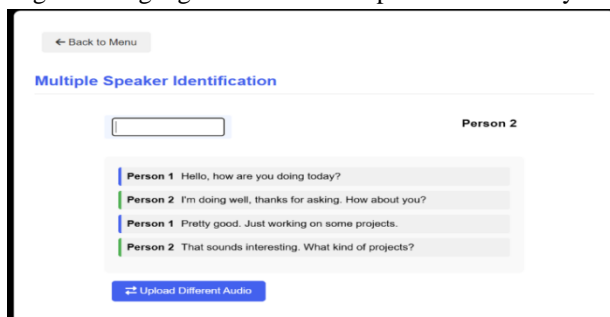 ← Back to Menu
Multiple Speaker Identification
Person 2
Person 1 Hello, how are you doing today?
Person 2 I'm doing well, thanks for asking. How about you?
Person 1 Pretty good. Just working on some projects.
Person 2 That sounds interesting. What kind of projects?
⇄ Upload Different Audio